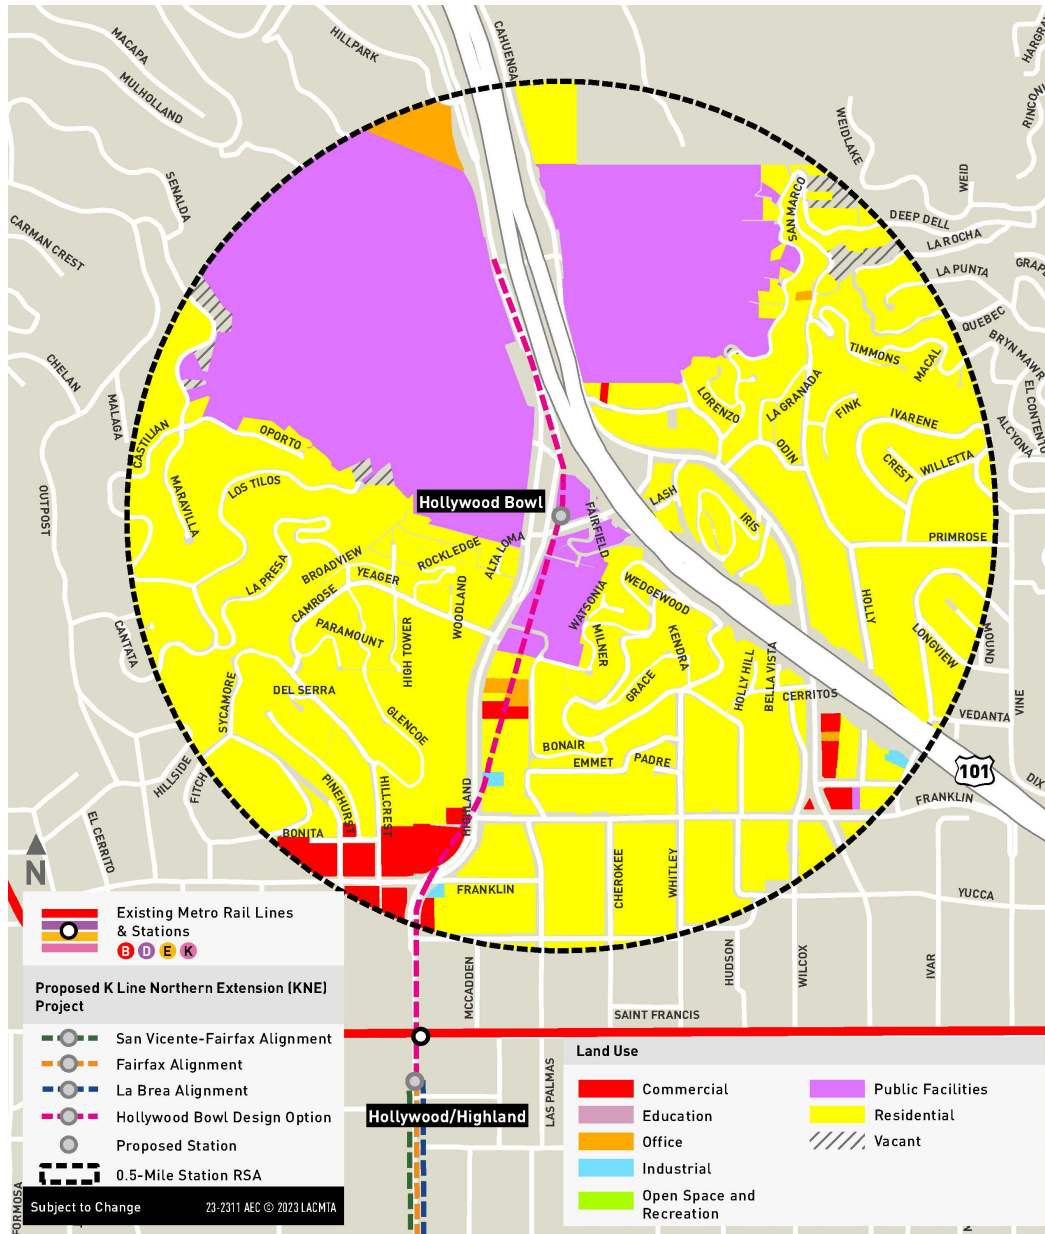 MACAPA
HILLPARK
CAHUENGA
MULHOLLAND
WEIDLAKE
WEID
SENALDA
SAN MARCO
DEEP DELL
LA ROCHA
CARMAN CREST
LA PUNTA
QUEBEC
BRYN MAWR
CHELAN
TIMMONS
MACAL
EL CONTENTO
MALAGA
LORENZO
LA GRANADA
FINK
IVARENE
ALCYONA
CASTILIAN
OPORTO
ODIN
CREST
WILLETTA
OUTPOST
MARAVILLA
LOS TILOS
Hollywood Bowl
LASH
IRIS
FAIRFIELD
PRIMROSE
ALTA LOMA
ROCKLEDGE
BROADVIEW
LA PRESA
YEAGER
CAMROSE
WOODLAND
WATSONIA
WEDGEWOOD
HOLLY
CANTATA
PARAMOUNT
HIGH TOWER
MILNER
KENDRA
LONGVIEW
MOUND
SYCAMORE
DEL SERRA
GRACE
HOLLY HILL
BELLA VISTA
CERRITOS
VINE
GLENCOE
VEDANTA
BONAIR
EMMET
PADRE
HILLSIDE
FITCH
101
DIX
PINEHURST
HILLCREST
HIGHLAND
FRANKLIN
EL CERRITO
BONITA
N
FRANKLIN
CHEROKEE
WHITLEY
YUCCA
MCCADDEN
HUDSON
WILCOX
IVAR
SAINT FRANCIS
LAS PALMAS
Hollywood/Highland
FORMOSA
Existing Metro Rail Lines
& Stations
B D E K
Proposed K Line Northern Extension (KNE)
Project
San Vicente-Fairfax Alignment
Fairfax Alignment
La Brea Alignment
Hollywood Bowl Design Option
Proposed Station
0.5-Mile Station RSA
Subject to Change
23-2311 AEC © 2023 LACMTA
Land Use
Commercial
Education
Office
Industrial
Open Space and
Recreation
Public Facilities
Residential
Vacant